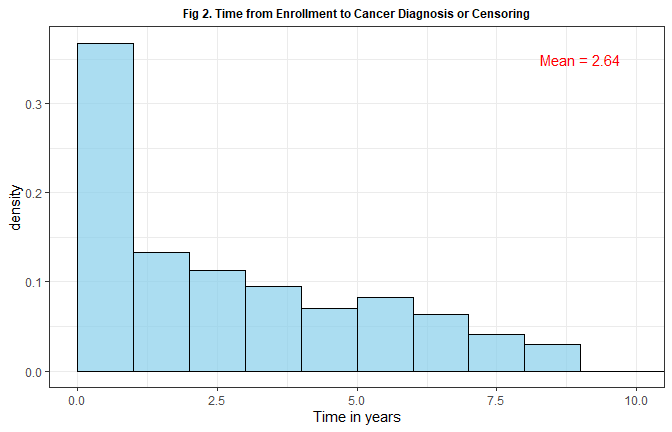 Fig 2. Time from Enrollment to Cancer Diagnosis or Censoring
Mean = 2.64
density
0.3
0.2
0.1
0.0
0.0 2.5 5.0 7.5 10.0
Time in years